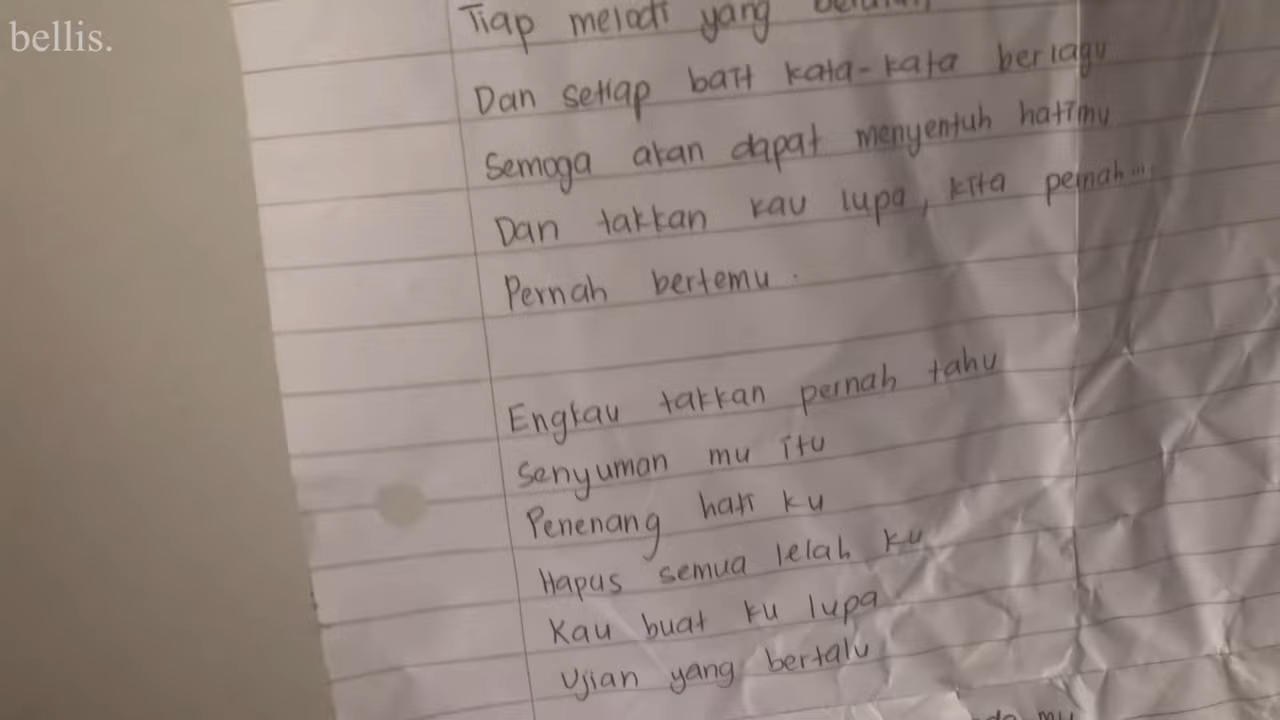 bellis.
Tiap melodi yang
Dan setiap bait kata-kata berlagu
Semoga akan dapat menyentuh hatimu
Dan takkan kau lupa, kita pernah...
Pernah bertemu.
Engkau takkan pernah tahu
Senyuman mu itu
Penenang hati ku
Hapus semua lelah ku
Kau buat ku lupa
Ujian yang bertalu
mu